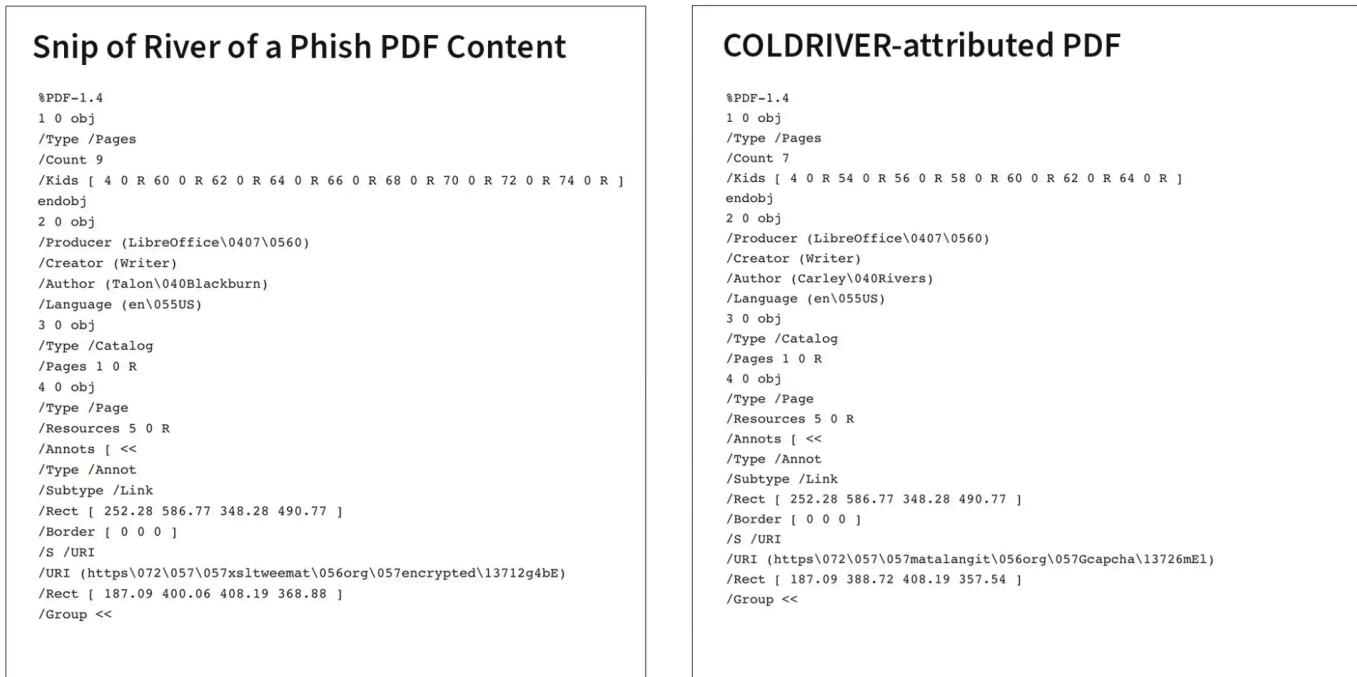 Snip of River of a Phish PDF Content
%PDF-1.4
1 0 obj
/Type /Pages
/Count 9
/Kids [ 4 0 R 60 0 R 62 0 R 64 0 R 66 0 R 68 0 R 70 0 R 72 0 R 74 0 R ]
endobj
2 0 obj
/Producer (LibreOffice\0407\0560)
/Creator (Writer)
/Author (Talon\040Blackburn)
/Language (en\055US)
3 0 obj
/Type /Catalog
/Pages 1 0 R
4 0 obj
/Type /Page
/Resources 5 0 R
/Annots [ <<
/Type /Annot
/Subtype /Link
/Rect [ 252.28 586.77 348.28 490.77 ]
/Border [ 0 0 0 ]
/S /URI
/URI (https\072\057\057xsltweemat\056org\057encrypted\13712g4bE)
/Rect [ 187.09 400.06 408.19 368.88 ]
/Group <<
COLDRIVER-attributed PDF
%PDF-1.4
1 0 obj
/Type /Pages
/Count 7
/Kids [ 4 0 R 54 0 R 56 0 R 58 0 R 60 0 R 62 0 R 64 0 R ]
endobj
2 0 obj
/Producer (LibreOffice\0407\0560)
/Creator (Writer)
/Author (Carley\040Rivers)
/Language (en\055US)
3 0 obj
/Type /Catalog
/Pages 1 0 R
4 0 obj
/Type /Page
/Resources 5 0 R
/Annots [ <<
/Type /Annot
/Subtype /Link
/Rect [ 252.28 586.77 348.28 490.77 ]
/Border [ 0 0 0 ]
/S /URI
/URI (https\072\057\057matalangit\056org\057Gcapcha\13726mEl)
/Rect [ 187.09 388.72 408.19 357.54 ]
/Group <<